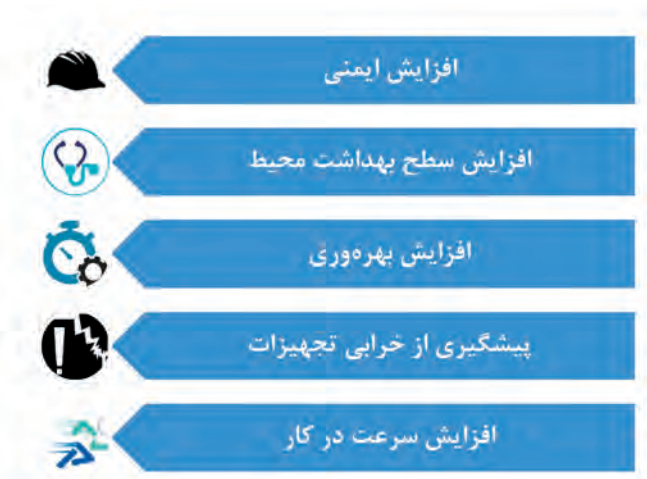 افزایش ایمنی
افزایش سطح بهداشت محیط
افزایش بهره‌وری
پیشگیری از خرابی تجهیزات
افزایش سرعت در کار